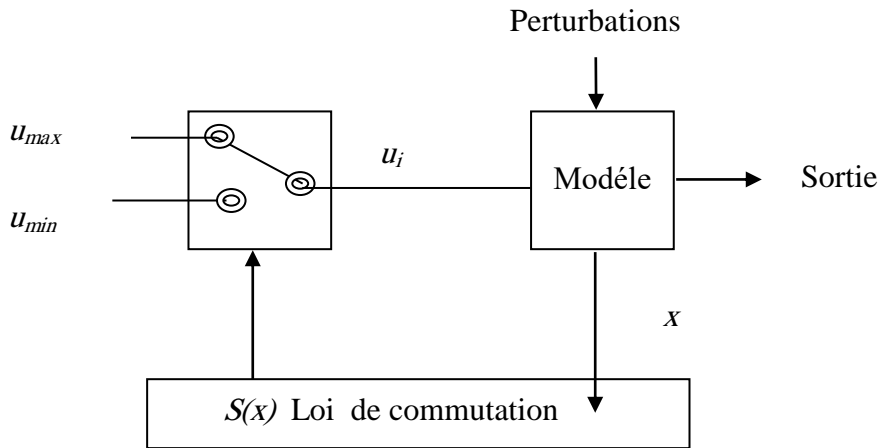 Perturbations
u_max
u_i
Modéle
Sortie
u_min
x
S(x) Loi de commutation